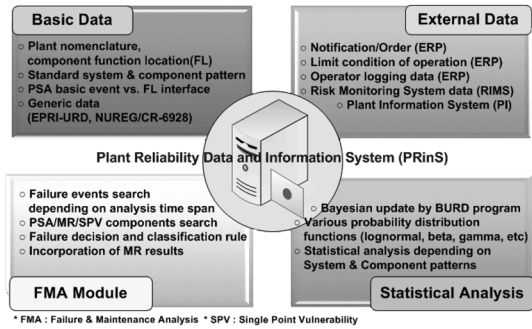 Basic Data
○ Plant nomenclature,
component function location(FL)
○ Standard system & component pattern
○ PSA basic event vs. FL interface
○ Generic data
(EPRI-URD, NUREG/CR-6928)
External Data
○ Notification/Order (ERP)
○ Limit condition of operation (ERP)
○ Operator logging data (ERP)
○ Risk Monitoring System data (RIMS)
○ Plant Information System (PI)
Plant Reliability Data and Information System (PRinS)
○ Failure events search
depending on analysis time span
○ PSA/MR/SPV components search
○ Failure decision and classification rule
○ Incorporation of MR results
FMA Module
○ Bayesian update by BURD program
○ Various probability distribution
functions (lognormal, beta, gamma, etc)
○ Statistical analysis depending on
System & Component patterns
Statistical Analysis
* FMA : Failure & Maintenance Analysis * SPV : Single Point Vulnerability